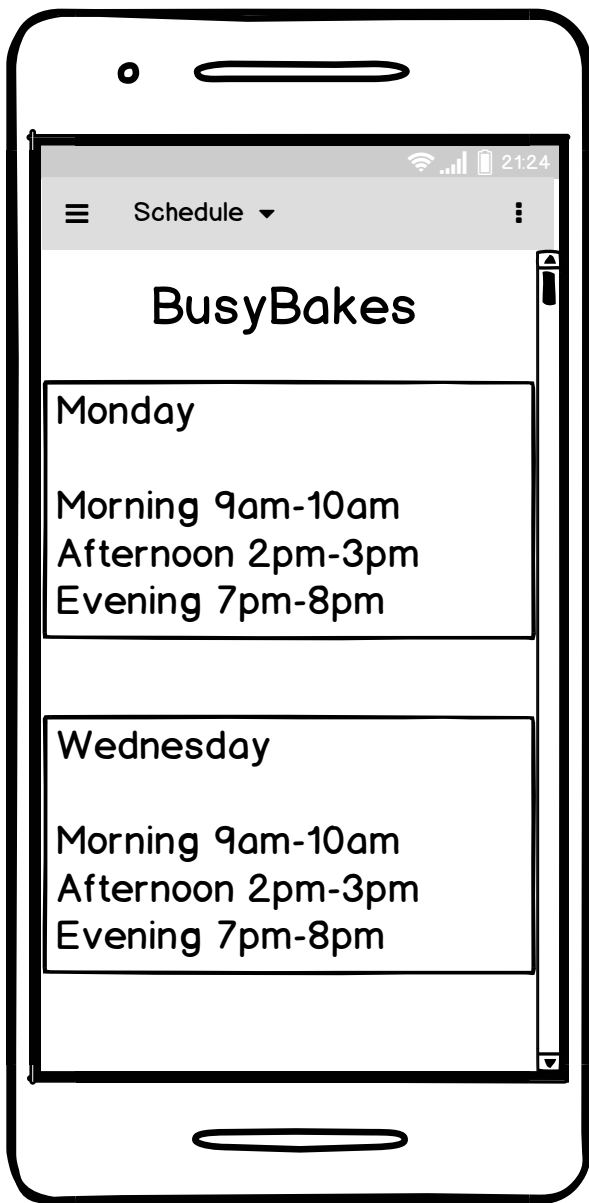 21:24
Schedule
BusyBakes
Monday
Morning 9am-10am
Afternoon 2pm-3pm
Evening 7pm-8pm
Wednesday
Morning 9am-10am
Afternoon 2pm-3pm
Evening 7pm-8pm